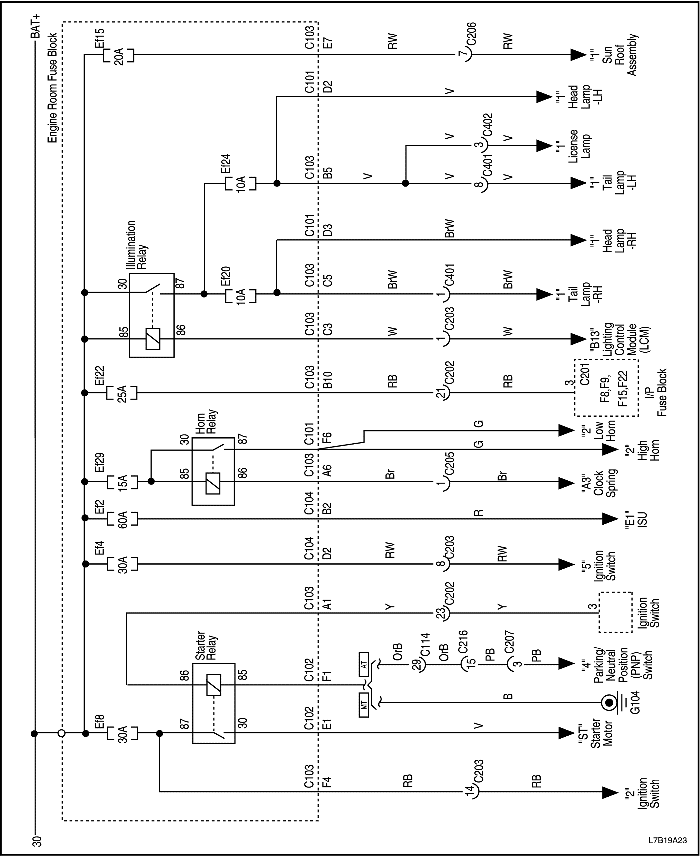 30
BAT+
Engine Room Fuse Block
Ef15
20A
C103
E7
RW
7
C206
RW
"1"
Sun
Roof
Assembly
C101
D2
V
"1"
Head
Lamp
-LH
Ef24
10A
C103
B5
V
V
3
C402
V
"1"
License
Lamp
8
C401
V
"1"
Tail
Lamp
-LH
C101
D3
BrW
"1"
Head
Lamp
-RH
Illumination
Relay
30
87
85
86
Ef20
10A
C103
C5
BrW
1
C401
BrW
"1"
Tail
Lamp
-RH
C103
C3
W
1
C203
W
"B13"
Lighting
Control
Module
(LCM)
Ef22
25A
C103
B10
RB
21
C202
RB
3
C201
F8,F9,
F15,F22
I/P
Fuse Block
Horn
Relay
30
87
85
86
C101
F6
G
"2"
Low
Horn
G
"2"
High
Horn
Ef29
15A
C103
A6
Br
1
C205
Br
"A3"
Clock
Spring
Ef2
60A
C104
B2
R
"E1"
ISU
Ef4
30A
C104
D2
RW
8
C203
RW
"5"
Ignition
Switch
C103
A1
Y
23
C202
Y
3
Ignition
Switch
Starter
Relay
86
85
87
30
C102
F1
AT
MT
OrB
29
C114
OrB
15
C216
PB
3
C207
PB
"4"
Parking/
Neutral
Position
(PNP)
Switch
B
G104
Ef8
30A
C102
E1
V
"ST"
Starter
Motor
C103
F4
RB
14
C203
RB
"2"
Ignition
Switch
L7B19A23